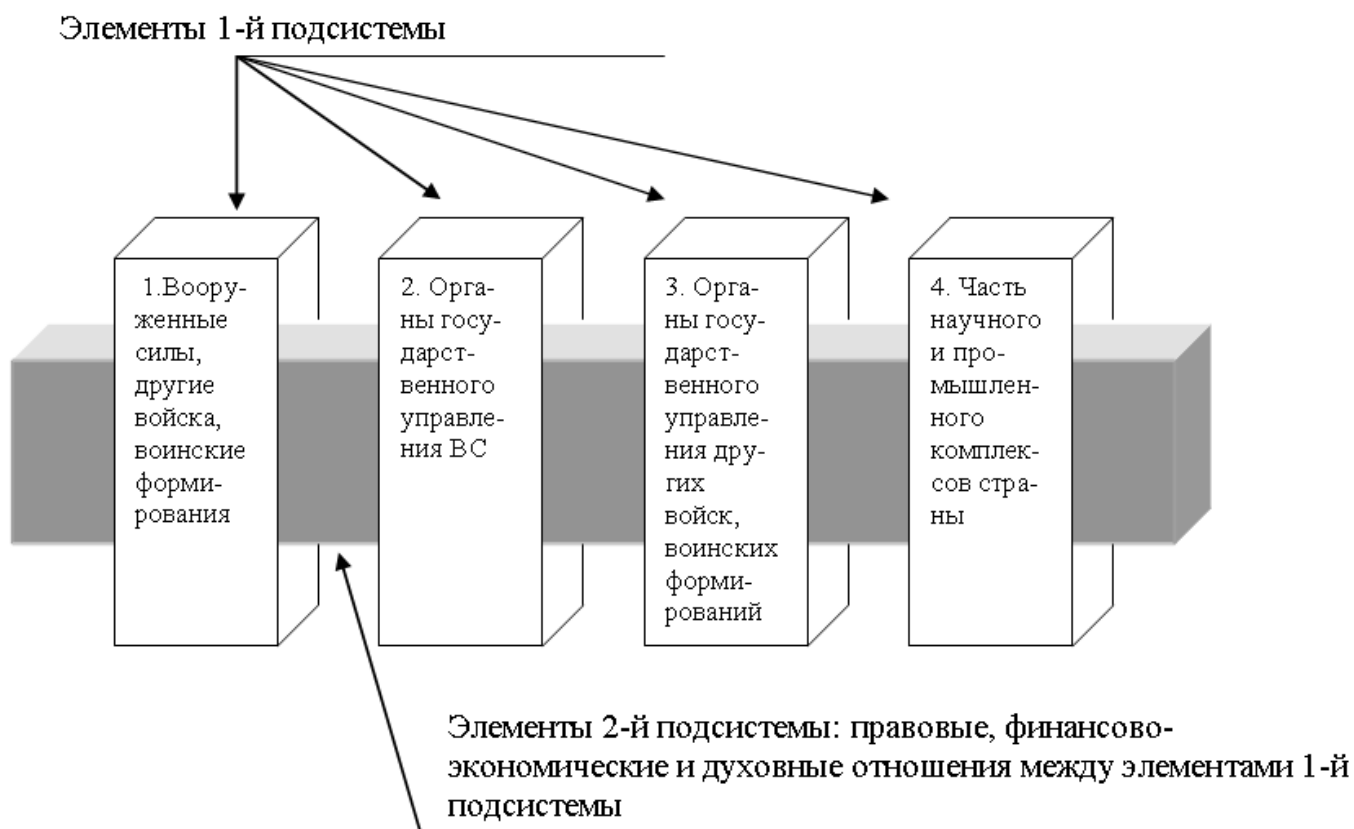 Элементы 1-й подсистемы
1.Воору-
женные
силы,
другие
войска,
воинские
форми-
рования
2. Орга-
ны госу-
дарст-
венного
управле-
ния ВС
3. Орга-
ны госу-
дарст-
венного
управле-
ния дру-
гих
войск,
воинских
форми-
рований
4. Часть
научного
и про-
мышлен-
ного
комплек-
сов стра-
ны
Элементы 2-й подсистемы: правовые, финансово-
экономические и духовные отношения между элементами 1-й
подсистемы